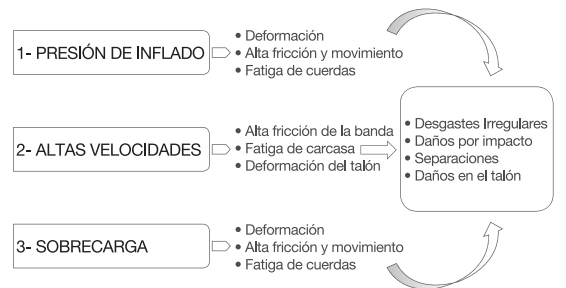 1- PRESIÓN DE INFLADO
• Deformación
• Alta fricción y movimiento
• Fatiga de cuerdas
2- ALTAS VELOCIDADES
• Alta fricción de la banda
• Fatiga de carcasa
• Deformación del talón
3- SOBRECARGA
• Deformación
• Alta fricción y movimiento
• Fatiga de cuerdas
• Desgastes Irregulares
• Daños por impacto
• Separaciones
• Daños en el talón